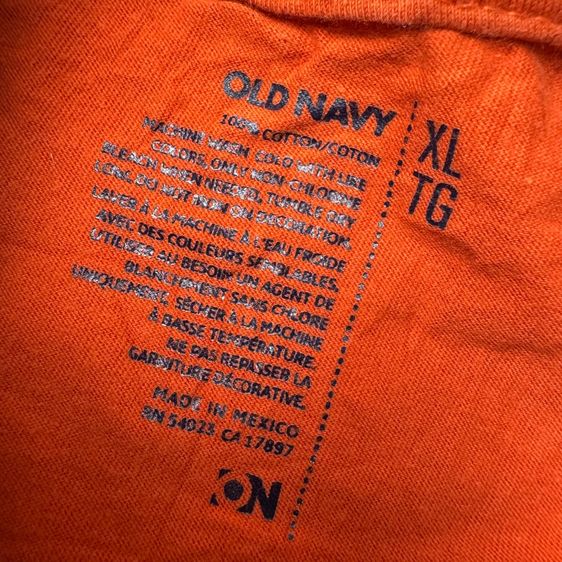 OLD NAVY
100% COTTON/COTON
MACHINE WASH COLD WITH LIKE
COLORS, ONLY NON-CHLORINE
BLEACH WHEN NEEDED, TUMBLE DRY
LOW, DO NOT IRON ON DECORATION.
LAVER À LA MACHINE À L'EAU FROIDE
AVEC DES COULEURS SEMBLABLES,
UTILISER AU BESOIN UN AGENT DE
BLANCHIMENT SANS CHLORE
UNIQUEMENT, SÉCHER À LA MACHINE
À BASSE TEMPÉRATURE.
NE PAS REPASSER LA
GARNITURE DÉCORATIVE.
MADE IN MEXICO
RN 54023 CA 17897
ON
XL
TG